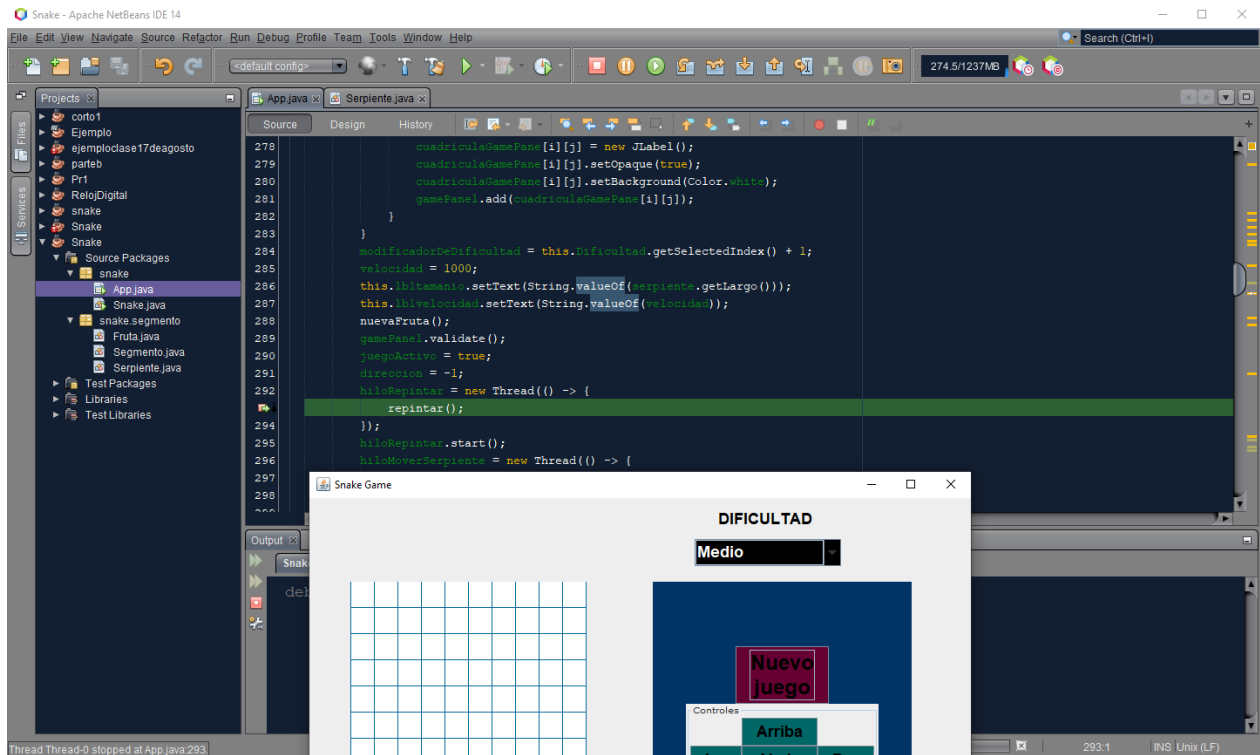 Snake - Apache NetBeans IDE 14
File Edit View Navigate Source Refactor Run Debug Profile Team Tools Window Help
Search (Ctrl+I)
<default config>
274.5/1237MB
Files
Services
Projects
corto1
Ejemplo
ejemploclase17deagosto
parteb
Pr1
RelojDigital
snake
Snake
Snake
Source Packages
snake
App.java
Snake.java
snake.segmento
Fruta.java
Segmento.java
Serpiente.java
Test Packages
Libraries
Test Libraries
App.java Serpiente.java
Source Design History
278 cuadriculaGamePane[i][j] = new JLabel();
279 cuadriculaGamePane[i][j].setOpaque(true);
280 cuadriculaGamePane[i][j].setBackground(Color.white);
281 gamePanel.add(cuadriculaGamePane[i][j]);
282 }
283 }
284 modificadorDeDificultad = this.Dificultad.getSelectedIndex() + 1;
285 velocidad = 1000;
286 this.lbltamanio.setText(String.valueOf(serpiente.getLargo()));
287 this.lblvelocidad.setText(String.valueOf(velocidad));
288 nuevaFruta();
289 gamePanel.validate();
290 juegoActivo = true;
291 direccion = -1;
292 hiloRepintar = new Thread(() -> {
repintar();
294 });
295 hiloRepintar.start();
296 hiloMoverSerpiente = new Thread(() -> {
297
298
Output
Snake Game
DIFICULTAD
Medio
Nuevo
juego
Controles
Arriba
Thread Thread-0 stopped at App.java:293.
293:1 INS Unix (LF)